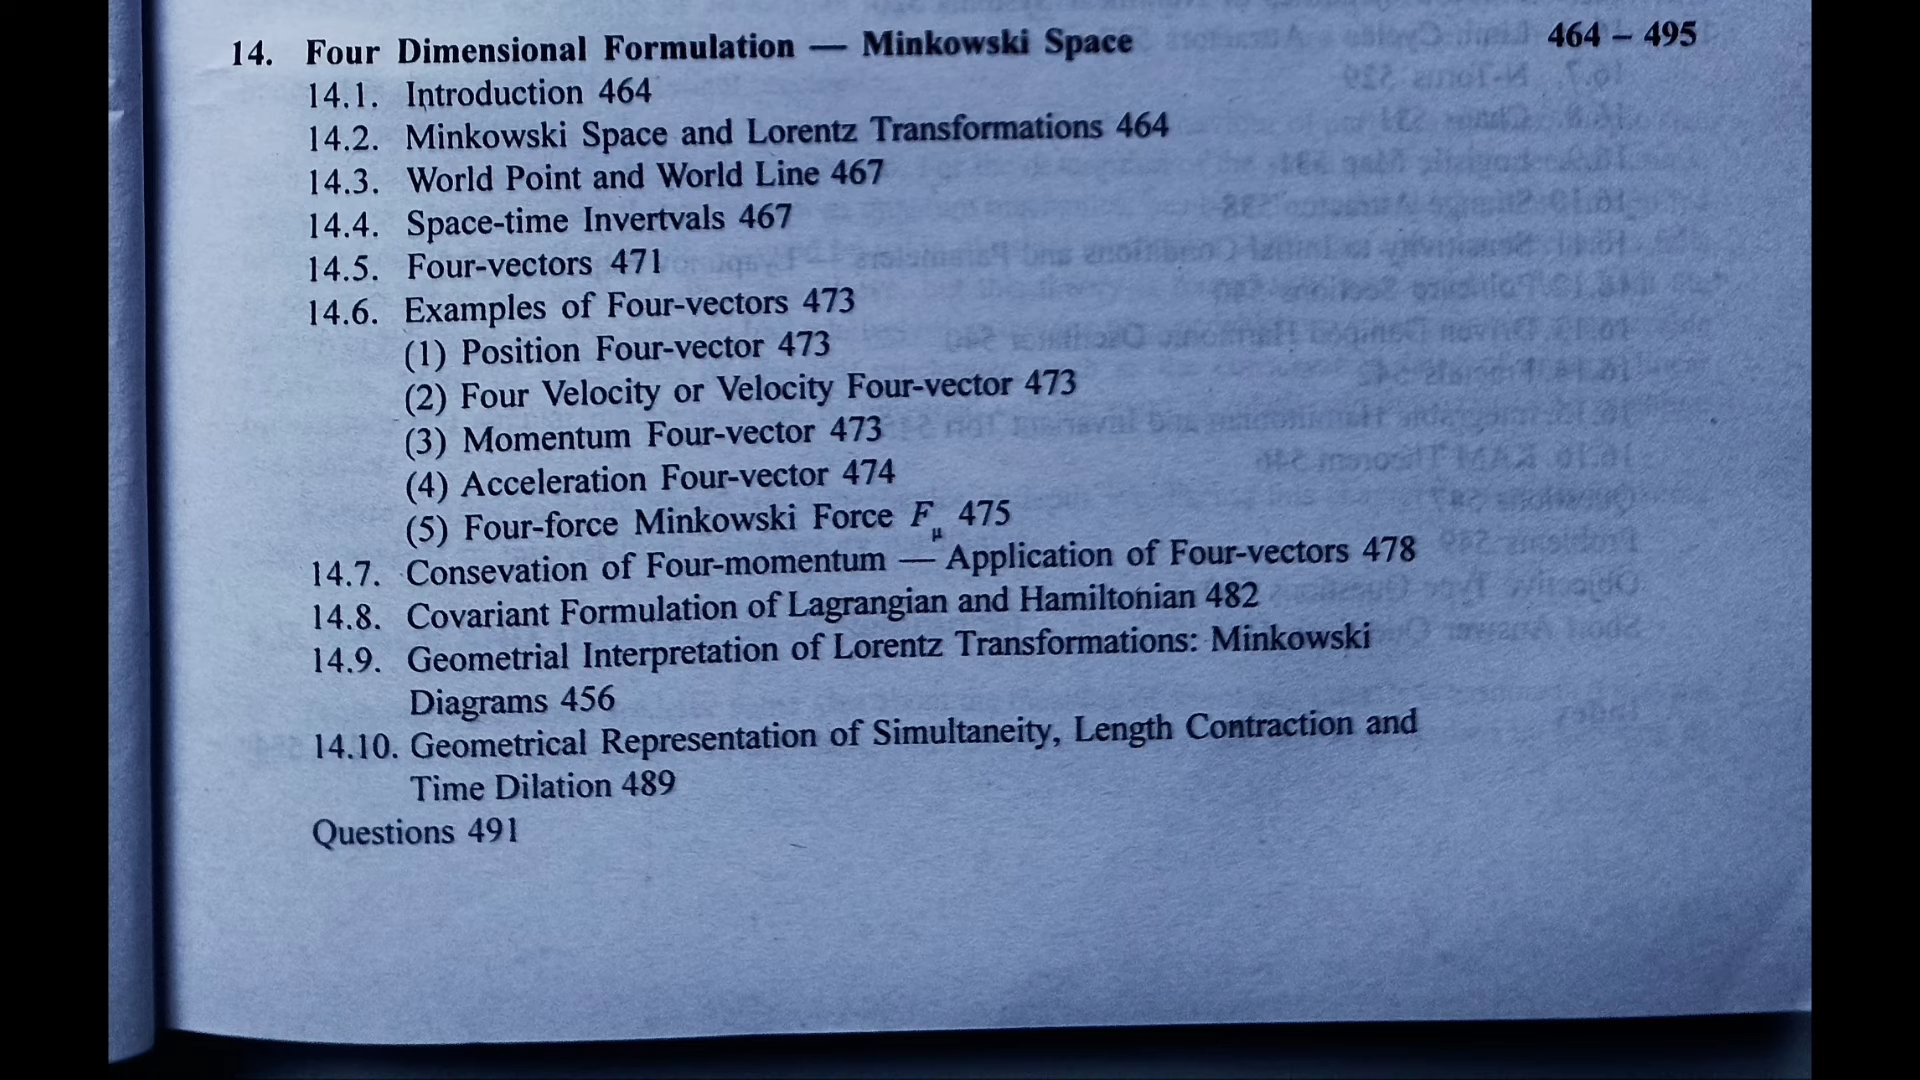 14. Four Dimensional Formulation — Minkowski Space 464 – 495
14.1. Introduction 464
14.2. Minkowski Space and Lorentz Transformations 464
14.3. World Point and World Line 467
14.4. Space-time Invertvals 467
14.5. Four-vectors 471
14.6. Examples of Four-vectors 473
(1) Position Four-vector 473
(2) Four Velocity or Velocity Four-vector 473
(3) Momentum Four-vector 473
(4) Acceleration Four-vector 474
(5) Four-force Minkowski Force Fμ 475
14.7. Consevation of Four-momentum — Application of Four-vectors 478
14.8. Covariant Formulation of Lagrangian and Hamiltonian 482
14.9. Geometrial Interpretation of Lorentz Transformations: Minkowski
Diagrams 456
14.10. Geometrical Representation of Simultaneity, Length Contraction and
Time Dilation 489
Questions 491